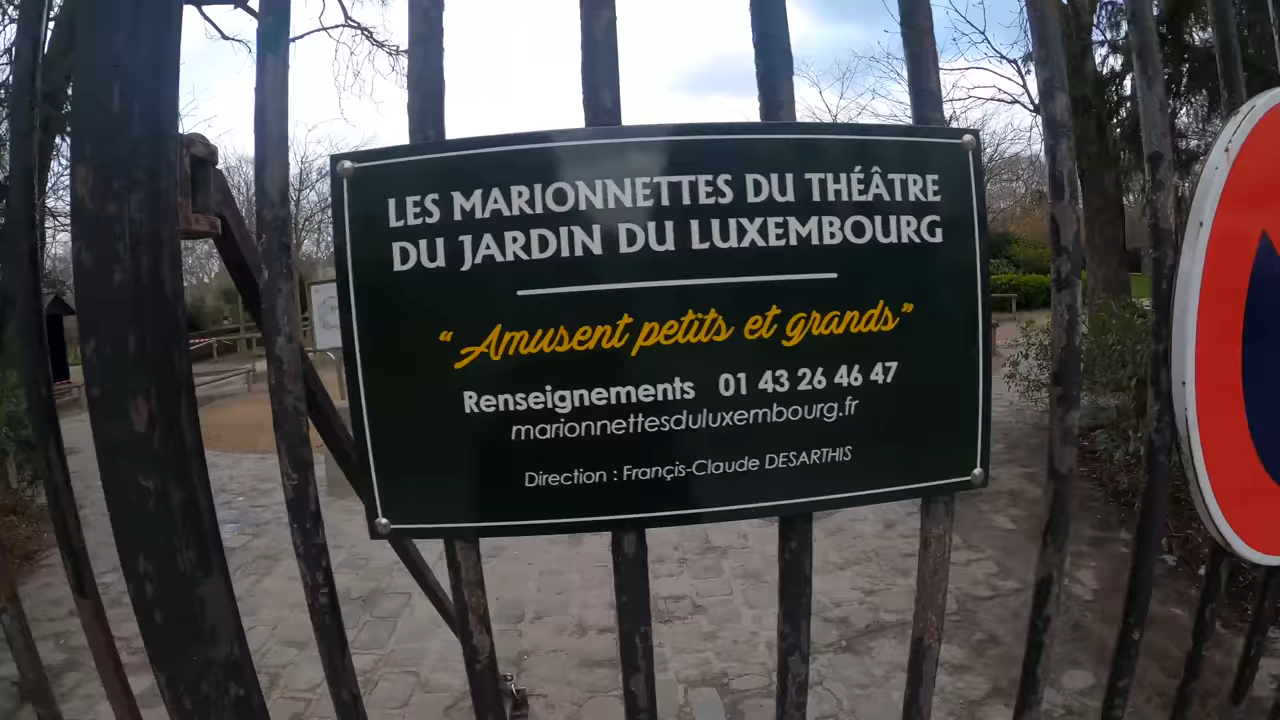 LES MARIONNETTES DU THÉÂTRE
DU JARDIN DU LUXEMBOURG
“Amusent petits et grands”
Renseignements 01 43 26 46 47
marionnettesduluxembourg.fr
Direction : Françis-Claude DESARTHIS